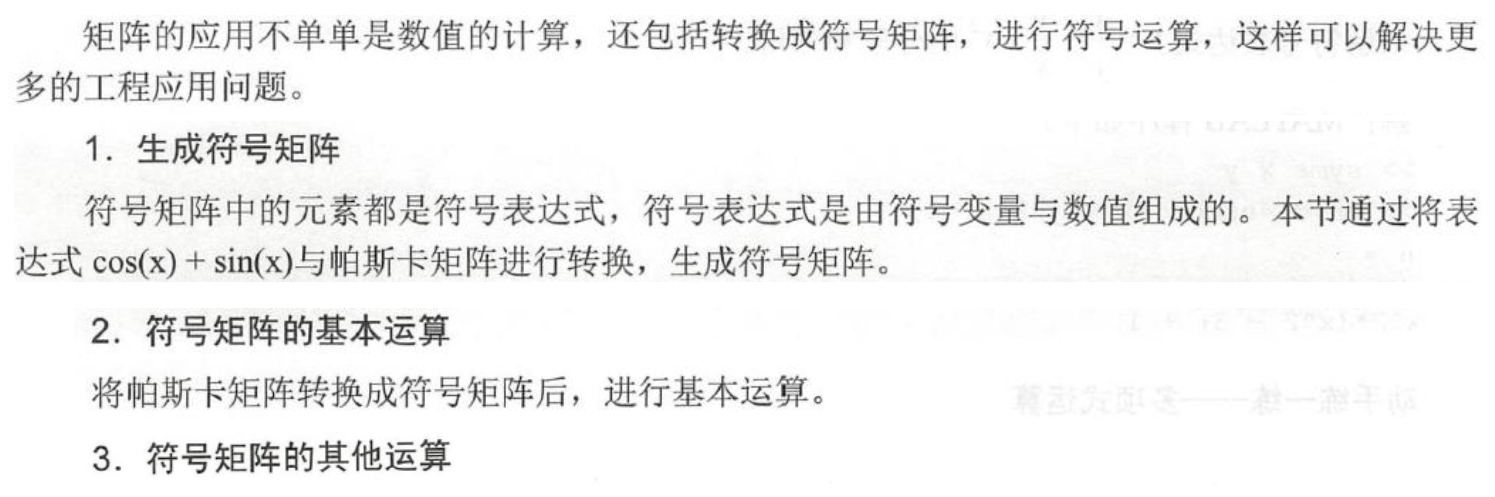 矩阵的应用不单单是数值的计算，还包括转换成符号矩阵，进行符号运算，这样可以解决更
多的工程应用问题。
1．生成符号矩阵
符号矩阵中的元素都是符号表达式，符号表达式是由符号变量与数值组成的。本节通过将表
达式 cos(x) + sin(x)与帕斯卡矩阵进行转换，生成符号矩阵。
2．符号矩阵的基本运算
将帕斯卡矩阵转换成符号矩阵后，进行基本运算。
3．符号矩阵的其他运算